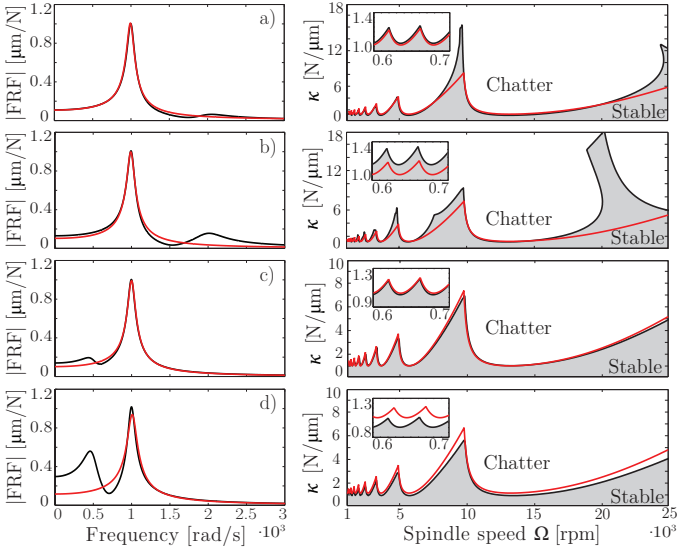 |FRF| [µm/N]
1.2
0.8
0.4
0
a)
κ [N/µm]
18
12
6
0
1.4
1.0
0.6
0.7
Chatter
Stable
|FRF| [µm/N]
1.2
0.8
0.4
0
b)
κ [N/µm]
18
12
6
0
1.4
1.0
0.6
0.7
Chatter
Stable
|FRF| [µm/N]
1.2
0.8
0.4
0
c)
κ [N/µm]
10
8
6
4
2
0
1.3
0.9
0.6
0.7
Chatter
Stable
|FRF| [µm/N]
1.2
0.8
0.4
0
d)
κ [N/µm]
10
8
6
4
2
0
1.3
0.8
0.6
0.7
Chatter
Stable
0 1 2 3
Frequency [rad/s] ·10³
1 5 10 15 20 25
Spindle speed Ω [rpm] ·10³